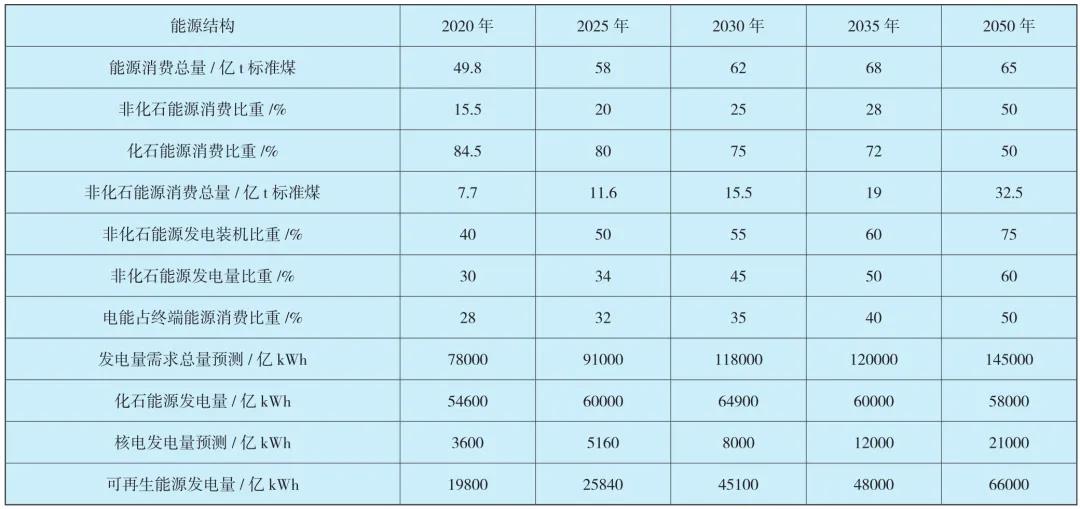 能源结构 2020 年 2025 年 2030 年 2035 年 2050 年
能源消费总量 / 亿 t 标准煤 49.8 58 62 68 65
非化石能源消费比重 /% 15.5 20 25 28 50
化石能源消费比重 /% 84.5 80 75 72 50
非化石能源消费总量 / 亿 t 标准煤 7.7 11.6 15.5 19 32.5
非化石能源发电装机比重 /% 40 50 55 60 75
非化石能源发电量比重 /% 30 34 45 50 60
电能占终端能源消费比重 /% 28 32 35 40 50
发电量需求总量预测 / 亿 kWh 78000 91000 118000 120000 145000
化石能源发电量 / 亿 kWh 54600 60000 64900 60000 58000
核电发电量预测 / 亿 kWh 3600 5160 8000 12000 21000
可再生能源发电量 / 亿 kWh 19800 25840 45100 48000 66000